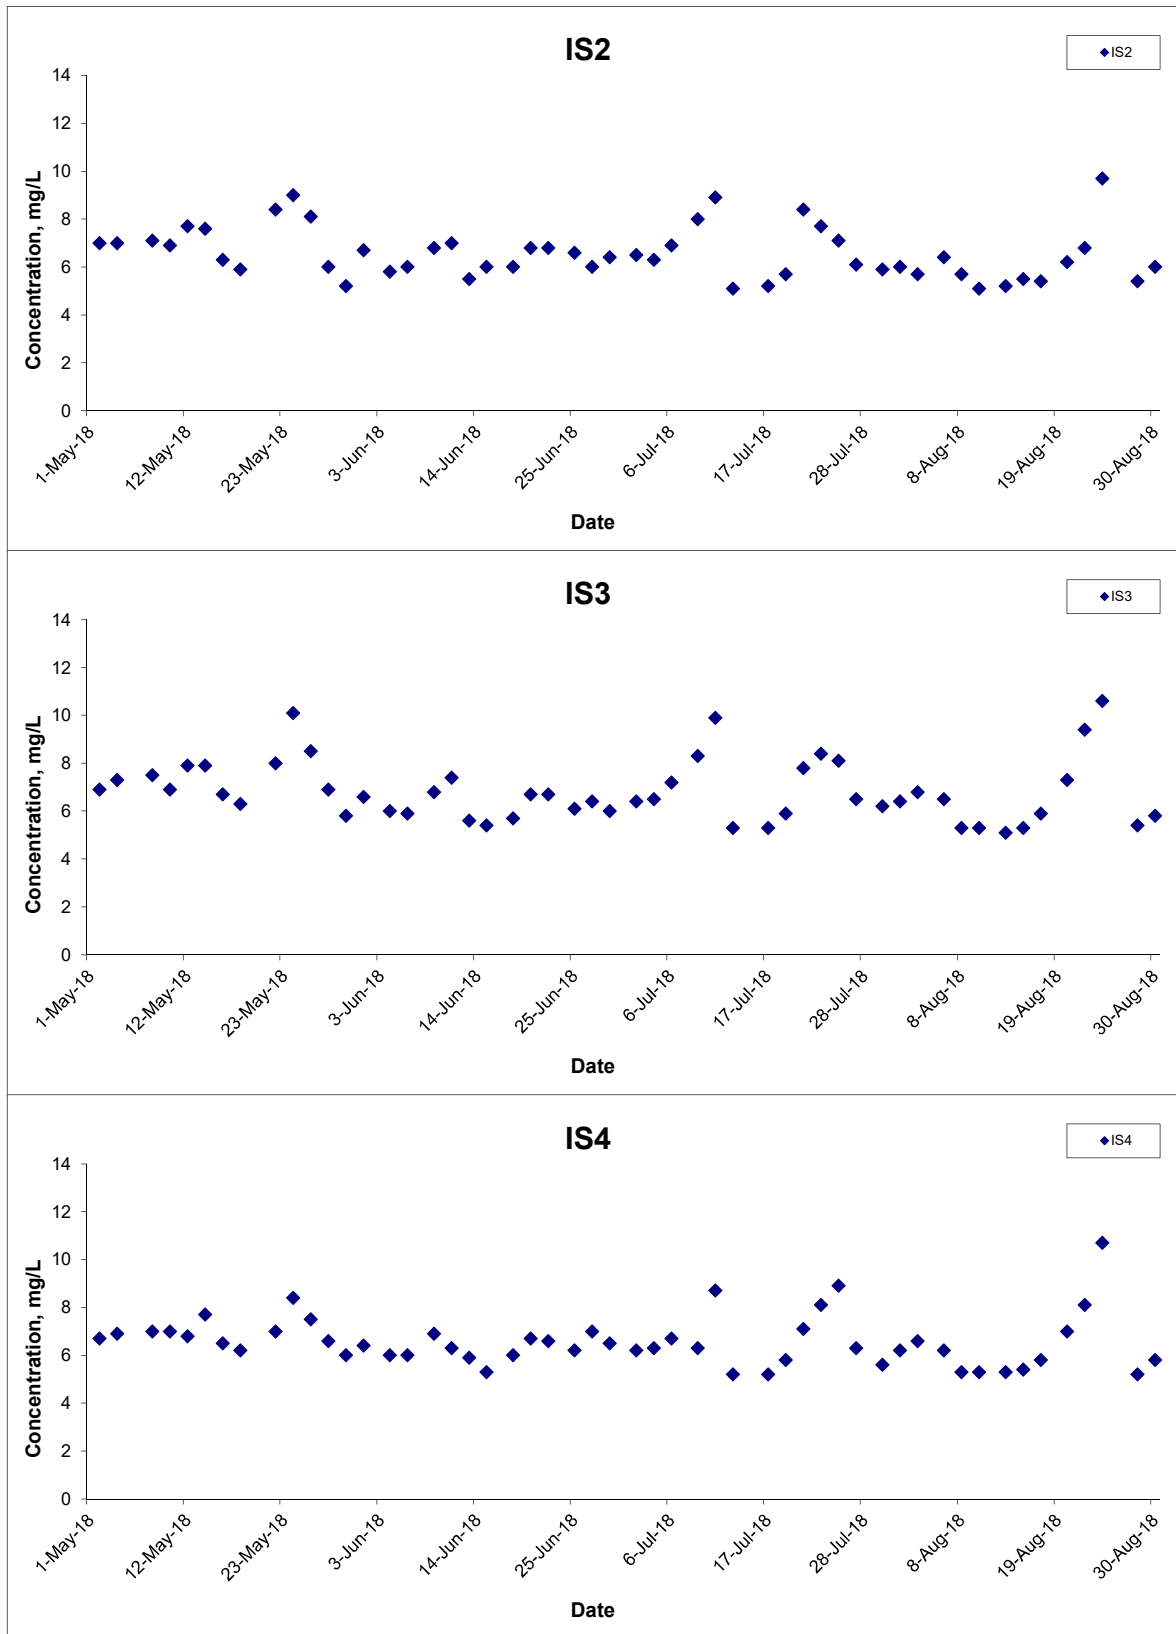 IS2
IS2
14
12
10
8
6
4
2
0
Concentration, mg/L
1-May-18
12-May-18
23-May-18
3-Jun-18
14-Jun-18
25-Jun-18
6-Jul-18
17-Jul-18
28-Jul-18
8-Aug-18
19-Aug-18
30-Aug-18
Date
IS3
IS3
14
12
10
8
6
4
2
0
Concentration, mg/L
1-May-18
12-May-18
23-May-18
3-Jun-18
14-Jun-18
25-Jun-18
6-Jul-18
17-Jul-18
28-Jul-18
8-Aug-18
19-Aug-18
30-Aug-18
Date
IS4
IS4
14
12
10
8
6
4
2
0
Concentration, mg/L
1-May-18
12-May-18
23-May-18
3-Jun-18
14-Jun-18
25-Jun-18
6-Jul-18
17-Jul-18
28-Jul-18
8-Aug-18
19-Aug-18
30-Aug-18
Date